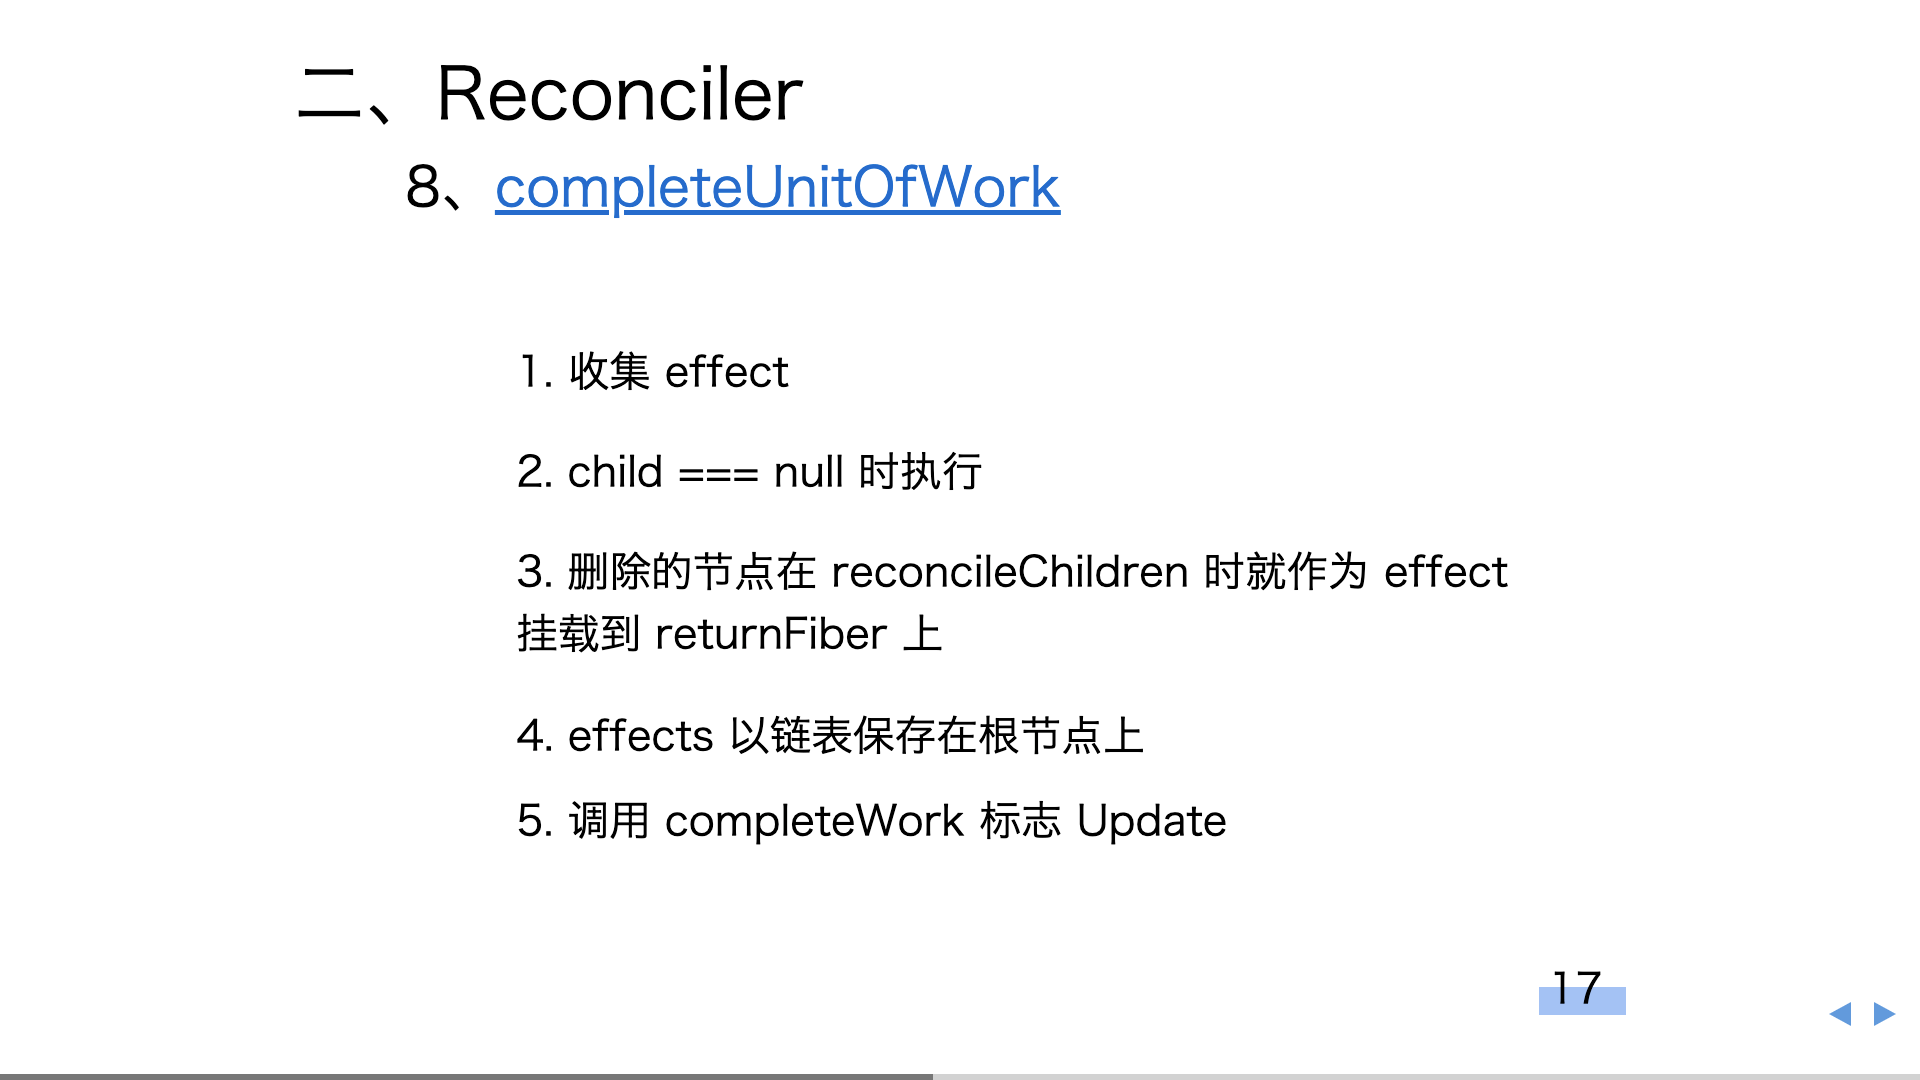 二、Reconciler
8、completeUnitOfWork
1. 收集 effect
2. child === null 时执行
3. 删除的节点在 reconcileChildren 时就作为 effect
挂载到 returnFiber 上
4. effects 以链表保存在根节点上
5. 调用 completeWork 标志 Update
17